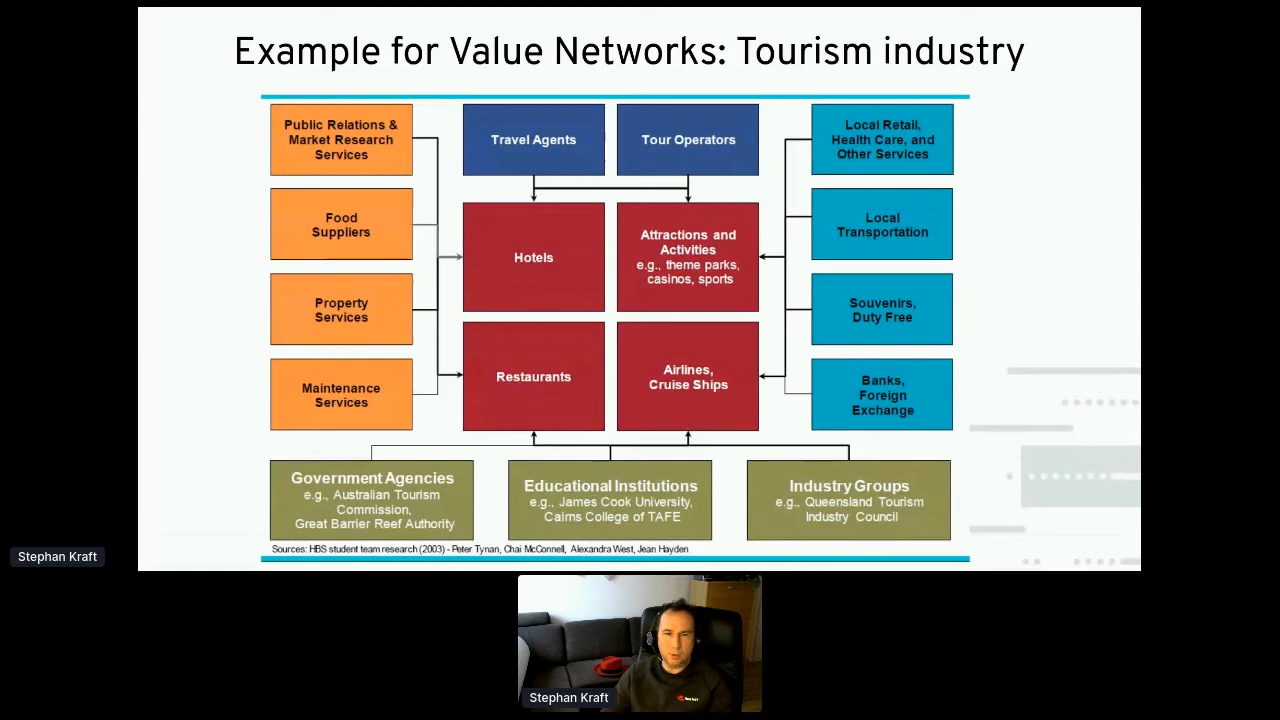 Example for Value Networks: Tourism industry
Public Relations &
Market Research
Services
Travel Agents
Tour Operators
Local Retail,
Health Care, and
Other Services
Food
Suppliers
Hotels
Attractions and
Activities
e.g., theme parks,
casinos, sports
Local
Transportation
Property
Services
Souvenirs,
Duty Free
Maintenance
Services
Restaurants
Airlines,
Cruise Ships
Banks,
Foreign
Exchange
Government Agencies
e.g., Australian Tourism
Commission,
Great Barrier Reef Authority
Educational Institutions
e.g., James Cook University,
Cairns College of TAFE
Industry Groups
e.g., Queensland Tourism
Industry Council
Sources: HBS student team research (2003) - Peter Tynan, Chai McConnell, Alexandra West, Jean Hayden
Stephan Kraft
Stephan Kraft